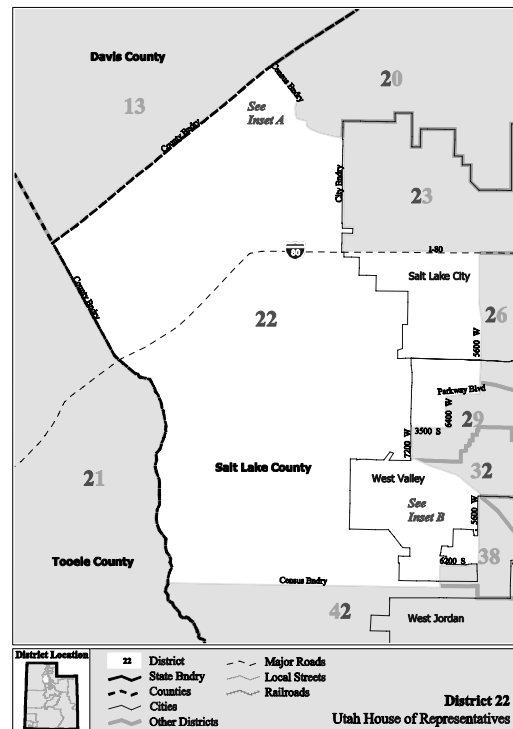 Davis County
13
20
Census Bndry
See
Inset A
County Bndry
City Bndry
23
I-80
80
Salt Lake City
County Bndry
22
26
5600 W
Parkway Blvd
6400 W
29
7200 W
3500 S
Salt Lake County
32
West Valley
21
See
Inset B
5600 W
38
6200 S
Tooele County
Census Bndry
42
West Jordan
District Location
22 District
State Bndry
Counties
Cities
Other Districts
Major Roads
Local Streets
Railroads
District 22
Utah House of Representatives